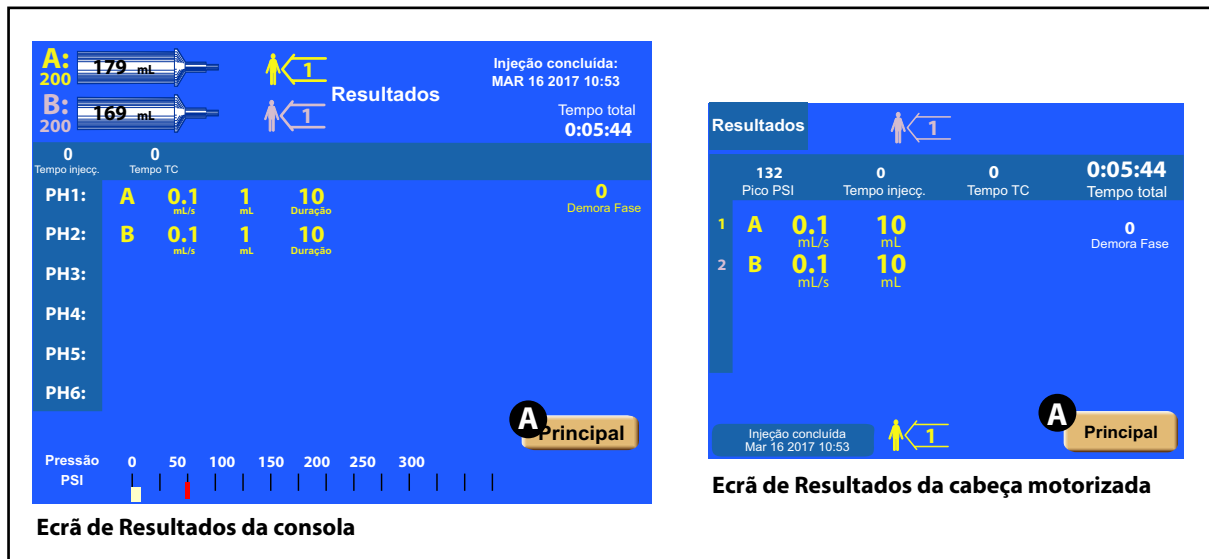 A:
200
179 mL
1
Injeção concluída:
MAR 16 2017 10:53
Resultados
B:
200
169 mL
1
Tempo total
0:05:44
0 0
Tempo injecç. Tempo TC
PH1: A 0.1 1 10 0
mL/s mL Duração Demora Fase
PH2: B 0.1 1 10
mL/s mL Duração
PH3:
PH4:
PH5:
PH6:
A
Principal
Pressão 0 50 100 150 200 250 300
PSI
Ecrã de Resultados da consola
Resultados 1
132 0 0 0:05:44
Pico PSI Tempo injecç. Tempo TC Tempo total
1 A 0.1 10 0
mL/s mL Demora Fase
2 B 0.1 10
mL/s mL
A
Principal
Injeção concluída
Mar 16 2017 10:53
1
Ecrã de Resultados da cabeça motorizada